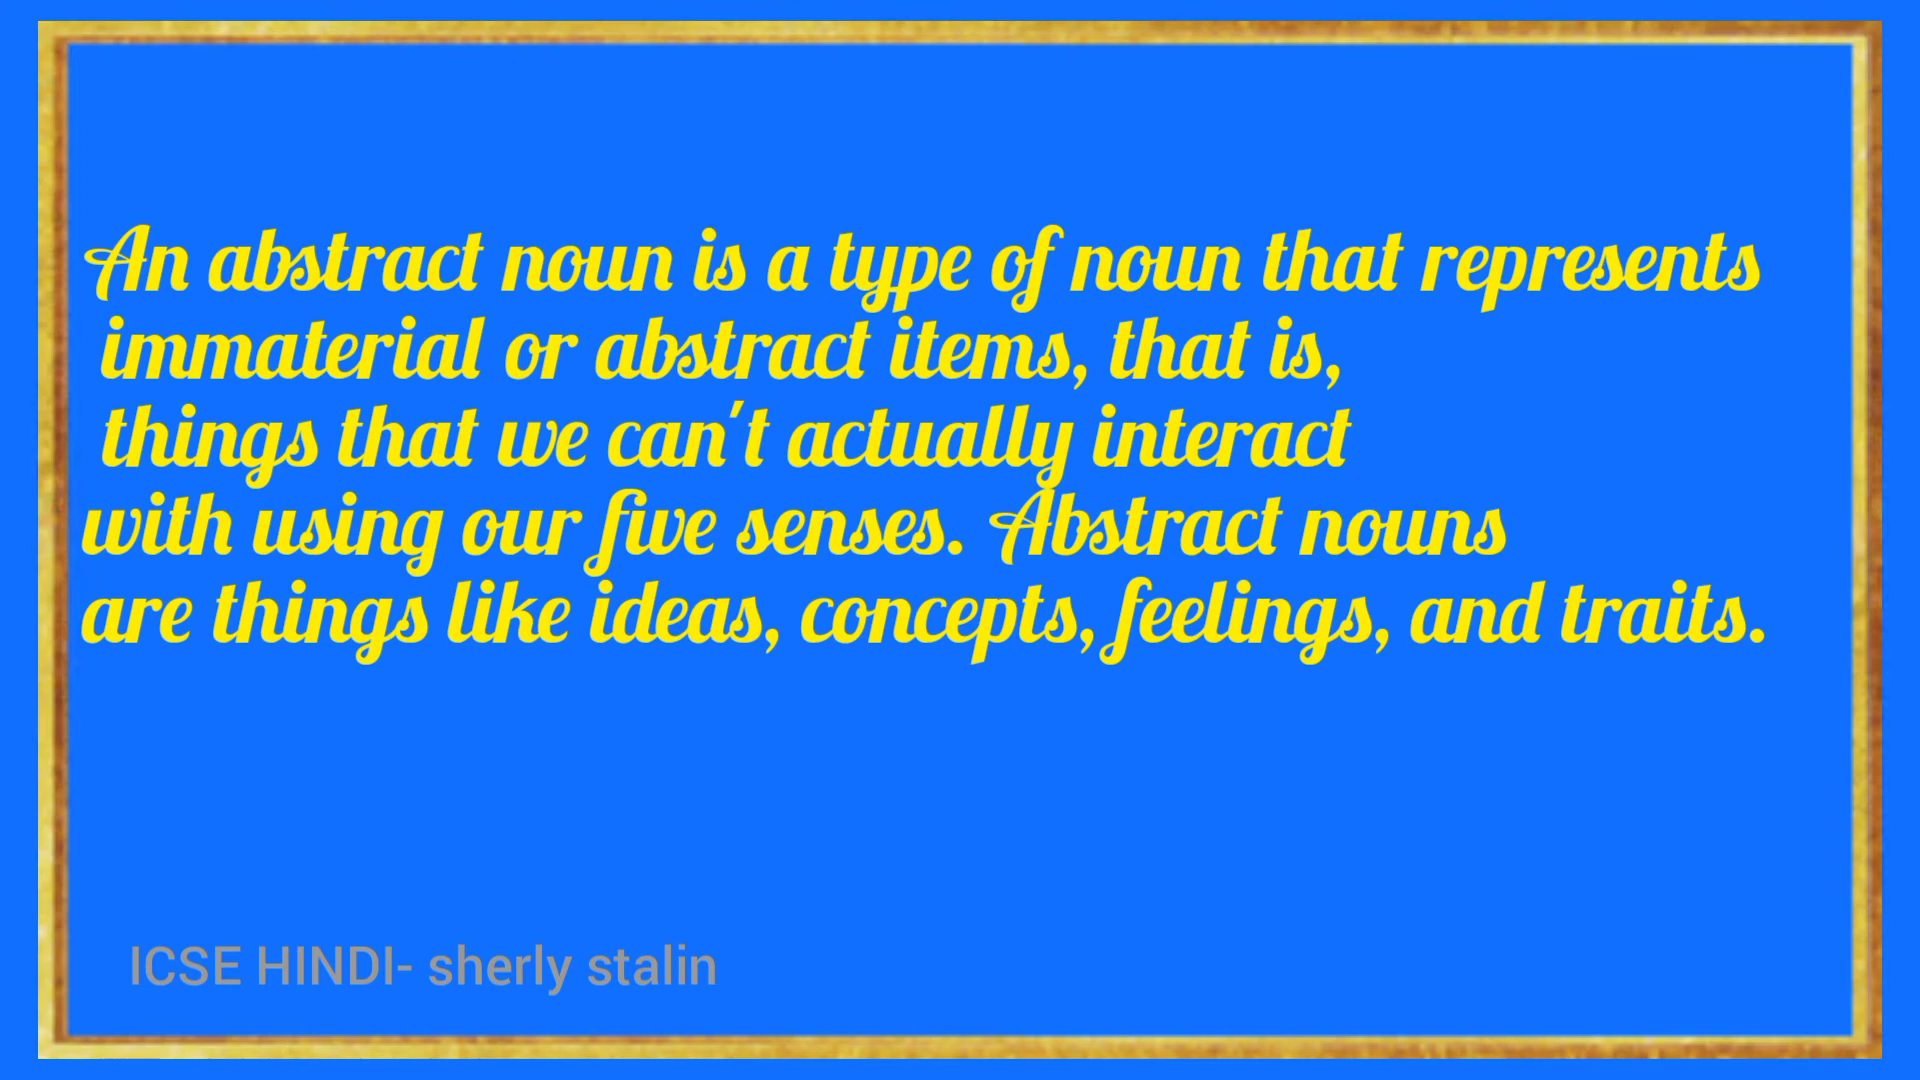 An abstract noun is a type of noun that represents
immaterial or abstract items, that is,
things that we can't actually interact
with using our five senses. Abstract nouns
are things like ideas, concepts, feelings, and traits.
ICSE HINDI- sherly stalin